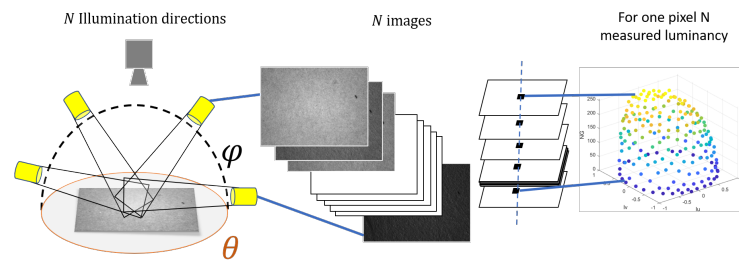 N Illumination directions
φ
θ
N images
For one pixel N
measured luminancy
NG
250
200
150
100
50
0
1
0.5
0
-0.5
-1
lv
-1
-0.5
0
0.5
lu